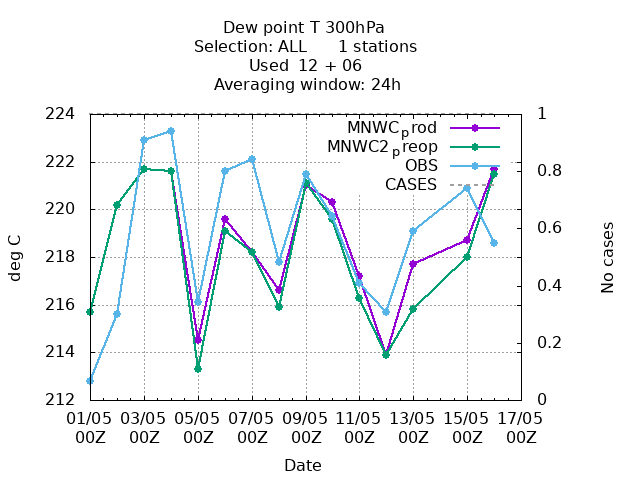 Dew point T 300hPa
Selection: ALL      1 stations
Used  12 + 06
Averaging window: 24h
224
222
220
218
216
214
212
1
0.8
0.6
0.4
0.2
0
MNWCprod
MNWC2preop
OBS
CASES
deg C
No cases
01/05 03/05 05/05 07/05 09/05 11/05 13/05 15/05 17/05
00Z 00Z 00Z 00Z 00Z 00Z 00Z 00Z 00Z
Date